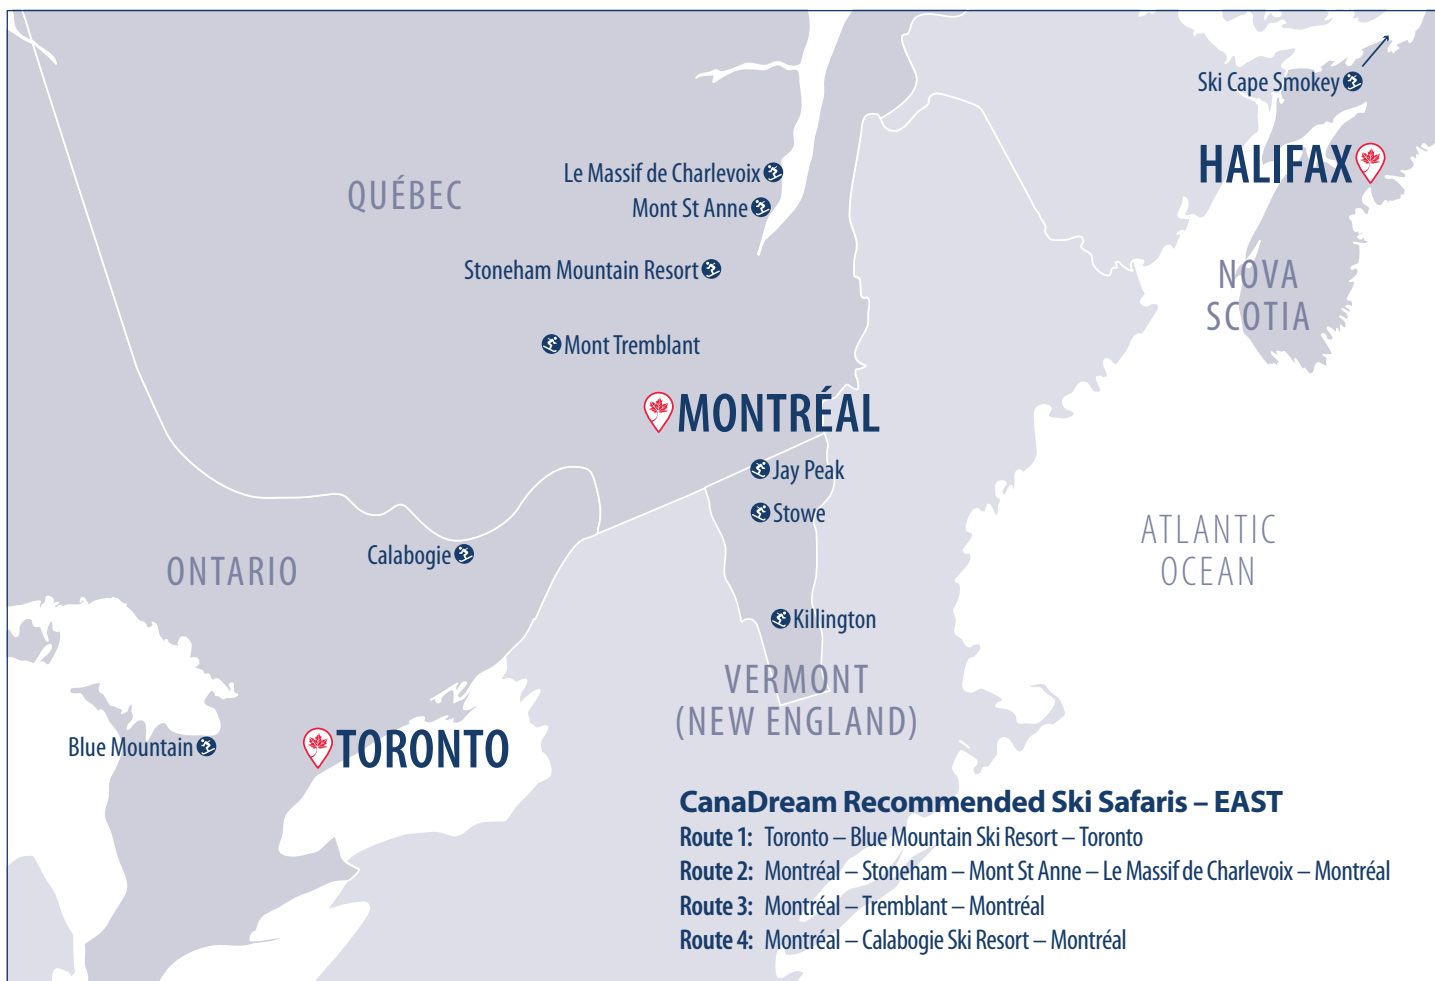 Ski Cape Smokey
HALIFAX
Le Massif de Charlevoix
QUÉBEC
Mont St Anne
Stoneham Mountain Resort
NOVA
SCOTIA
Mont Tremblant
MONTRÉAL
Jay Peak
Stowe
ATLANTIC
OCEAN
Calabogie
ONTARIO
Killington
VERMONT
(NEW ENGLAND)
Blue Mountain
TORONTO
CanaDream Recommended Ski Safaris – EAST
Route 1: Toronto – Blue Mountain Ski Resort – Toronto
Route 2: Montréal – Stoneham – Mont St Anne – Le Massif de Charlevoix – Montréal
Route 3: Montréal – Tremblant – Montréal
Route 4: Montréal – Calabogie Ski Resort – Montréal